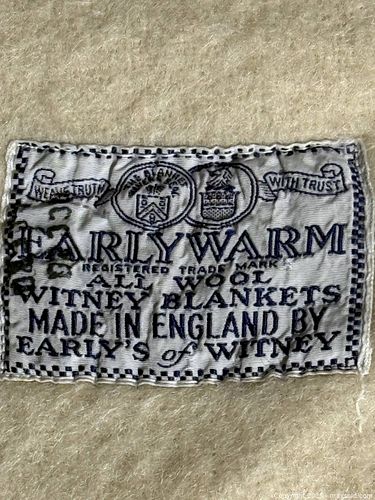 WEAVE TRUTH WITH TRUST
EARLYWARM
REGISTERED TRADE MARK
ALL WOOL
WITNEY BLANKETS
MADE IN ENGLAND BY
EARLY'S of WITNEY